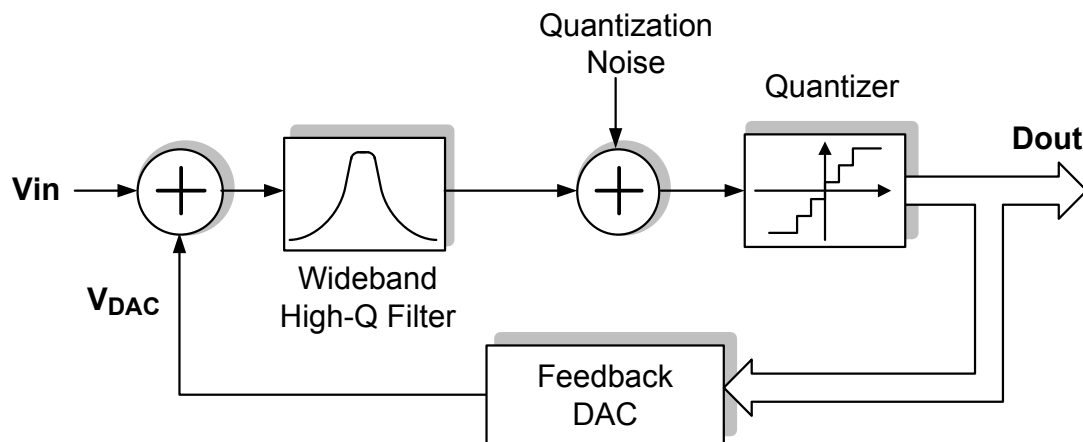 Quantization
Noise
Quantizer
Dout
Vin
Wideband
High-Q Filter
VDAC
Feedback
DAC